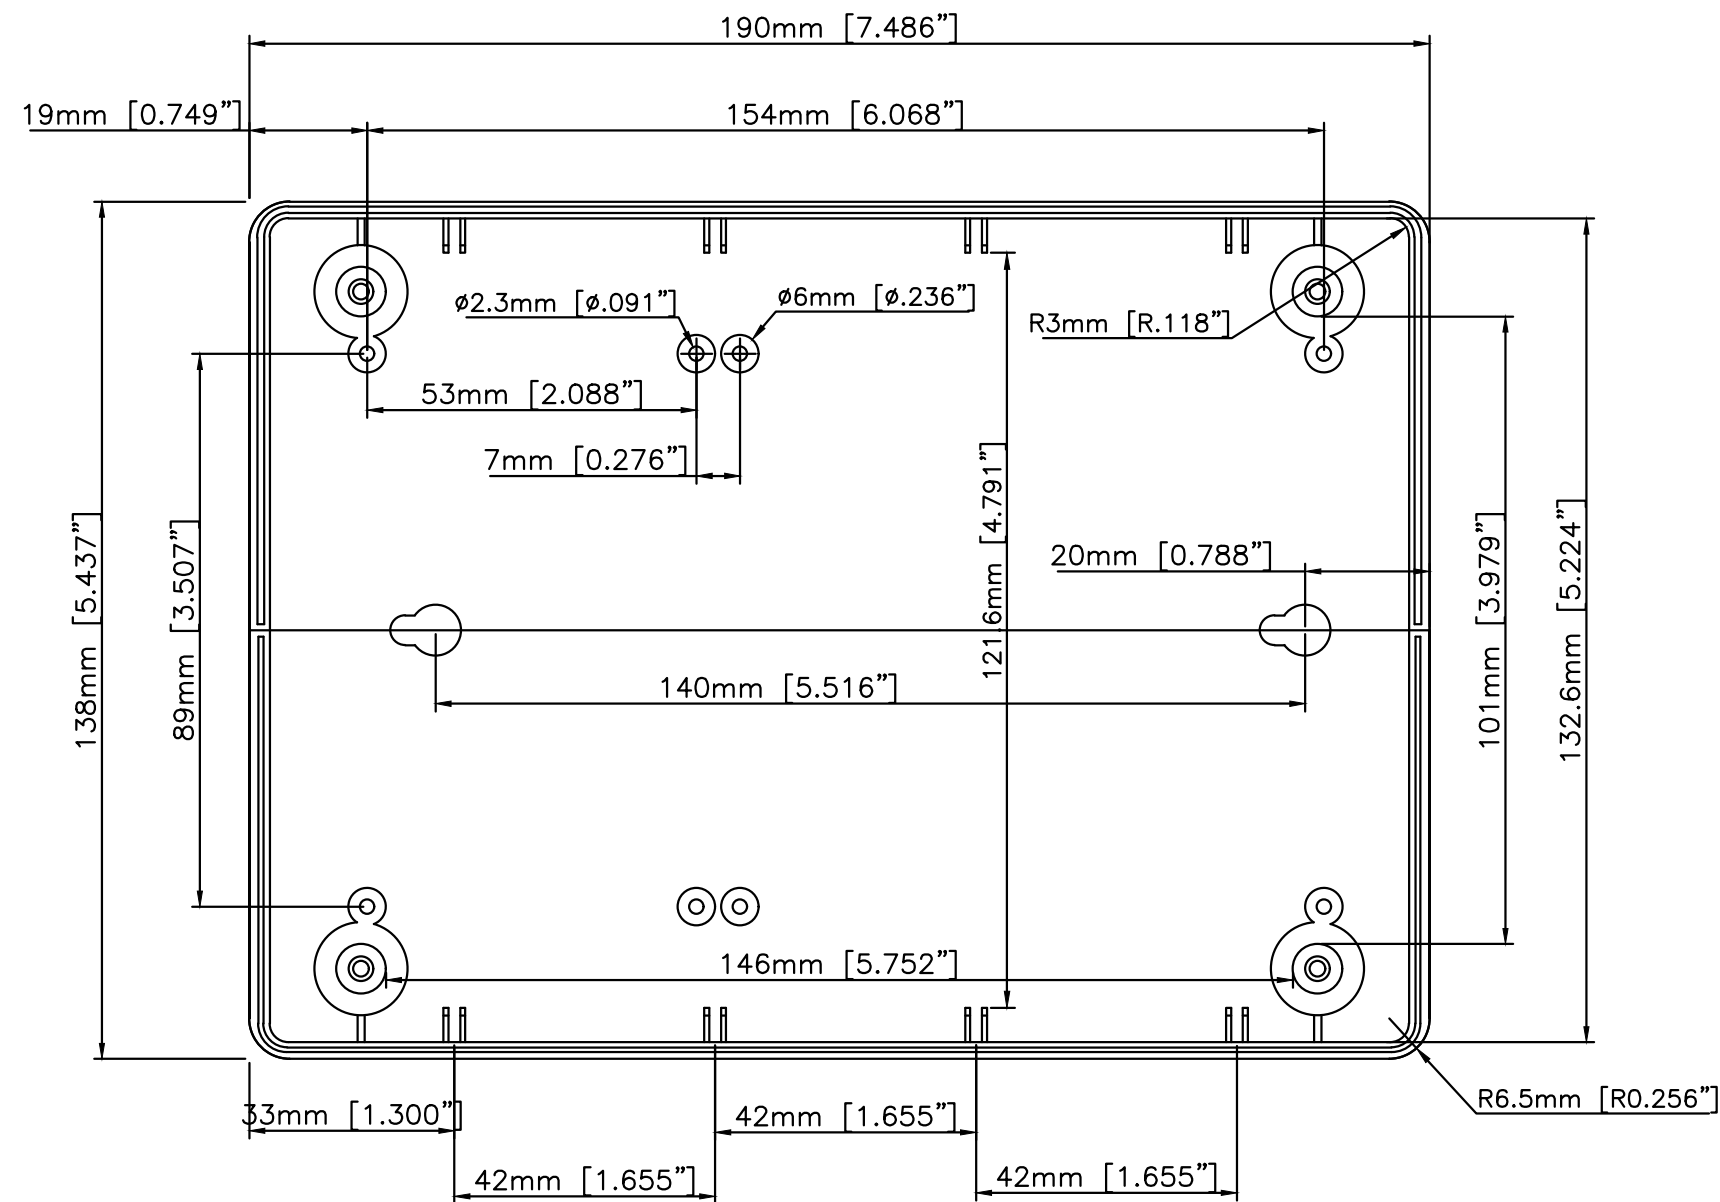 190mm [7.486”]
19mm [0.749”]
154mm [6.068”]
ø2.3mm [ø.091”]
ø6mm [ø.236”]
R3mm [R.118”]
53mm [2.088”]
7mm [0.276”]
121.6mm [4.791”]
20mm [0.788”]
138mm [5.437”]
89mm [3.507”]
101mm [3.979”]
132.6mm [5.224”]
140mm [5.516”]
146mm [5.752”]
R6.5mm [R0.256”]
33mm [1.300”]
42mm [1.655”]
42mm [1.655”]
42mm [1.655”]